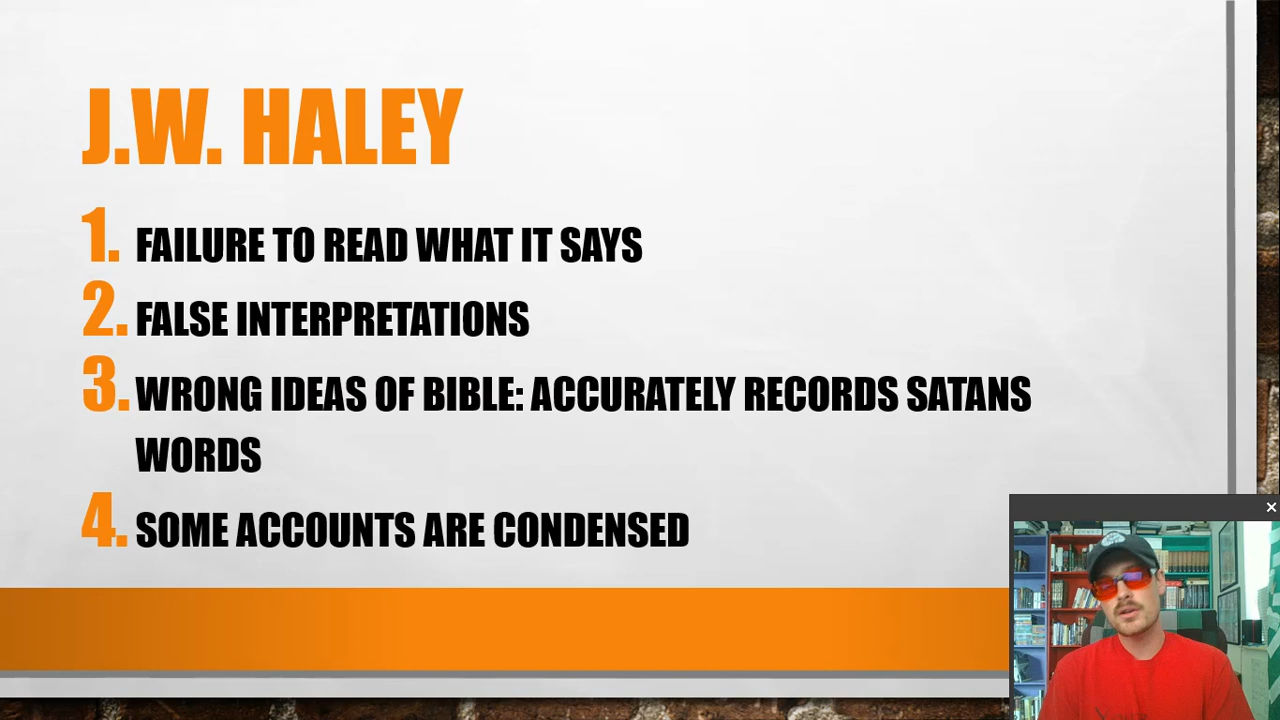 J.W. HALEY
1. FAILURE TO READ WHAT IT SAYS
2. FALSE INTERPRETATIONS
3. WRONG IDEAS OF BIBLE: ACCURATELY RECORDS SATANS
WORDS
4. SOME ACCOUNTS ARE CONDENSED